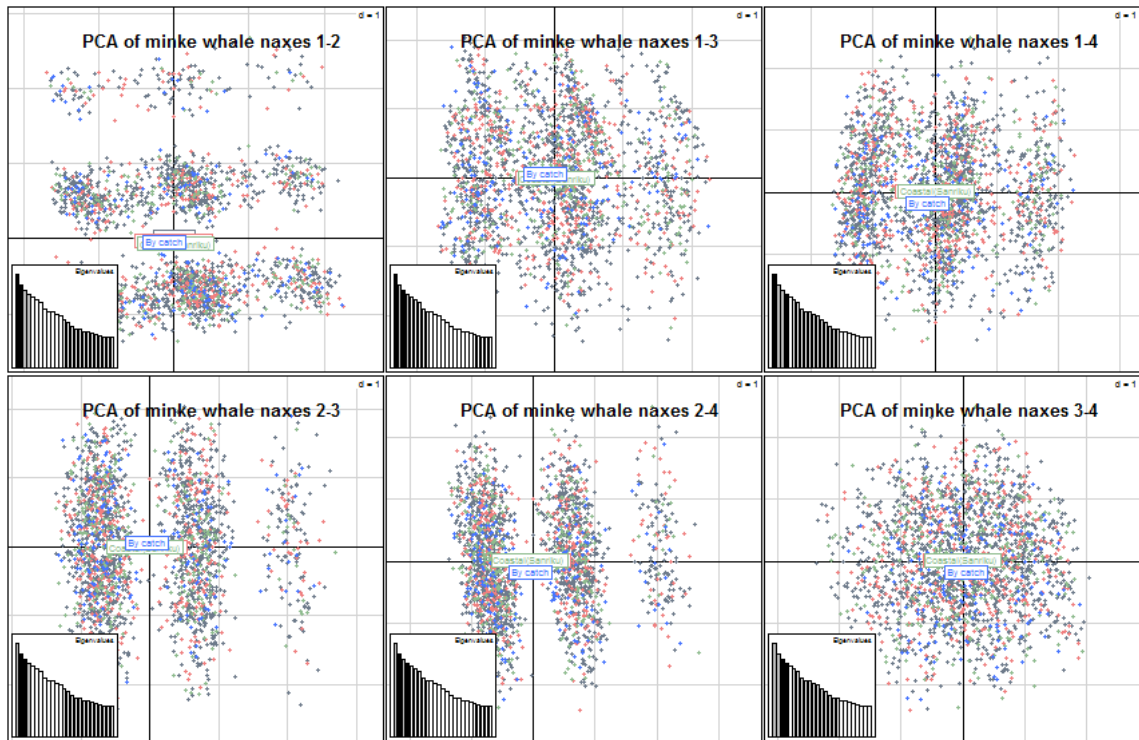 d = 1
PCA of minke whale naxes 1-2
By catch
Eigenvalues
d = 1
PCA of minke whale naxes 1-3
By catch
Eigenvalues
d = 1
PCA of minke whale naxes 1-4
Coastal(Sanriku)
By catch
Eigenvalues
d = 1
PCA of minke whale naxes 2-3
By catch
Eigenvalues
d = 1
PCA of minke whale naxes 2-4
Coastal(Sanriku)
By catch
Eigenvalues
d = 1
PCA of minke whale naxes 3-4
Coastal(Sanriku)
By catch
Eigenvalues